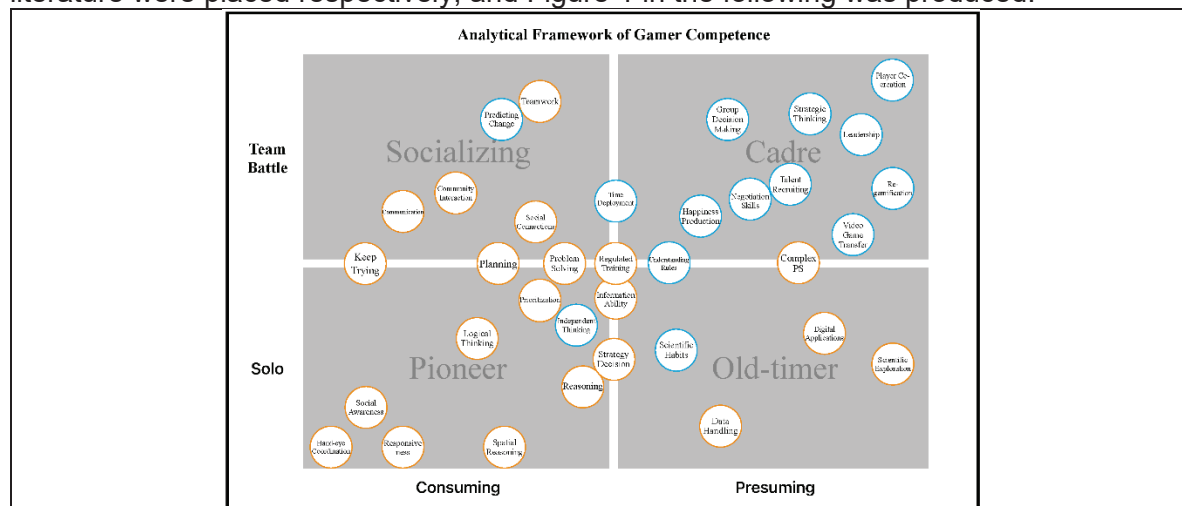 literature were placed respectively, and Figure 1 in the following was produced.
Analytical Framework of Gamer Competence
Player Co-
creation
Teamwork
Predicting
Change
Group
Decision
Making
Strategic
Thinking
Leadership
Team
Battle
Socializing
Cadre
Community
Interaction
Communication
Time
Deployment
Talent
Recruiting
Negotiation
Skills
Happiness
Production
Re-
gamification
Social
Connections
Video
Game
Transfer
Keep
Trying
Planning
Problem
Solving
Regulated
Training
Understanding
Rules
Complex
PS
Prioritization
Information
Ability
Independent
Thinking
Logical
Thinking
Digital
Applications
Solo
Pioneer
Strategy
Decision
Scientific
Habits
Old-timer
Scientific
Exploration
Reasoning
Social
Awareness
Data
Handling
Hand-eye
Coordination
Responsive
ness
Spatial
Reasoning
Consuming
Presuming